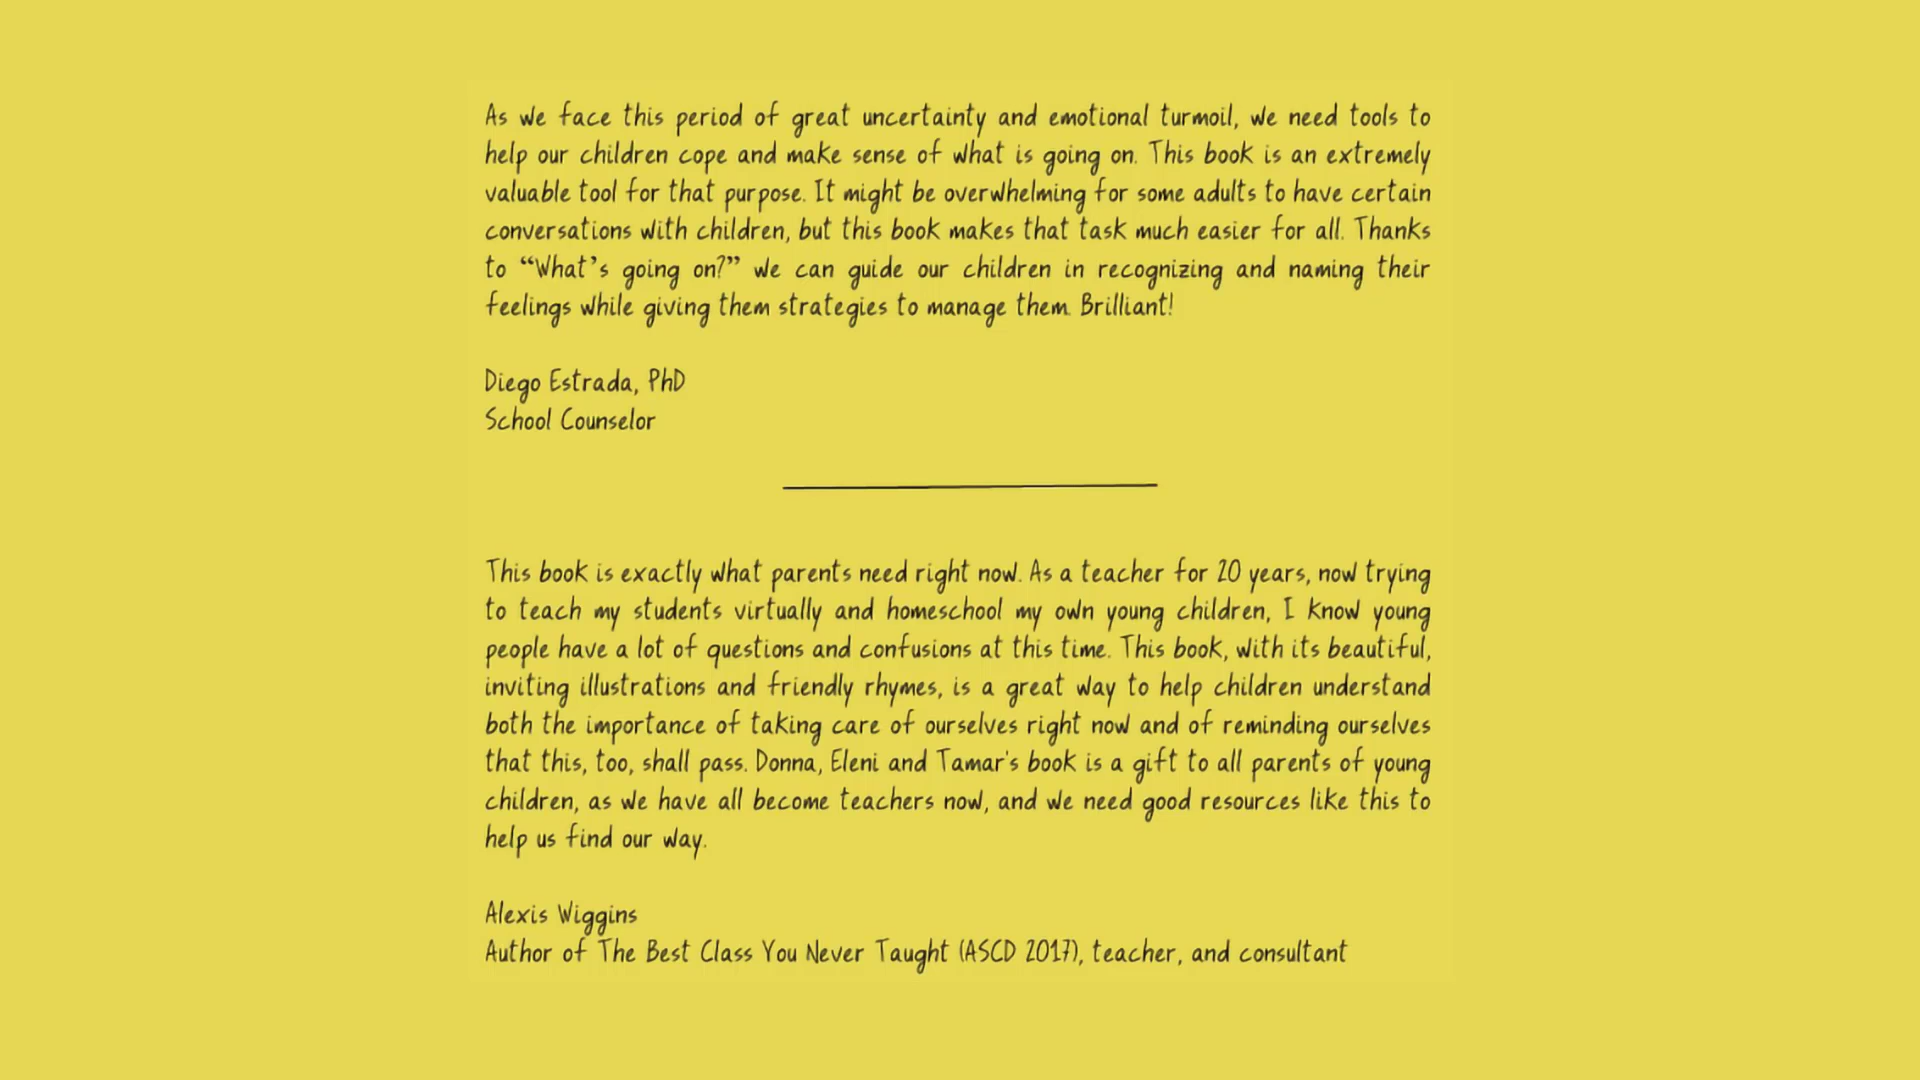 As we face this period of great uncertainty and emotional turmoil, we need tools to
help our children cope and make sense of what is going on. This book is an extremely
valuable tool for that purpose. It might be overwhelming for some adults to have certain
conversations with children, but this book makes that task much easier for all. Thanks
to “What’s going on?” we can guide our children in recognizing and naming their
feelings while giving them strategies to manage them. Brilliant!
Diego Estrada, PhD
School Counselor
This book is exactly what parents need right now. As a teacher for 20 years, now trying
to teach my students virtually and homeschool my own young children, I know young
people have a lot of questions and confusions at this time. This book, with its beautiful,
inviting illustrations and friendly rhymes, is a great way to help children understand
both the importance of taking care of ourselves right now and of reminding ourselves
that this, too, shall pass. Donna, Eleni and Tamar's book is a gift to all parents of young
children, as we have all become teachers now, and we need good resources like this to
help us find our way.
Alexis Wiggins
Author of The Best Class You Never Taught (ASCD 2017), teacher, and consultant